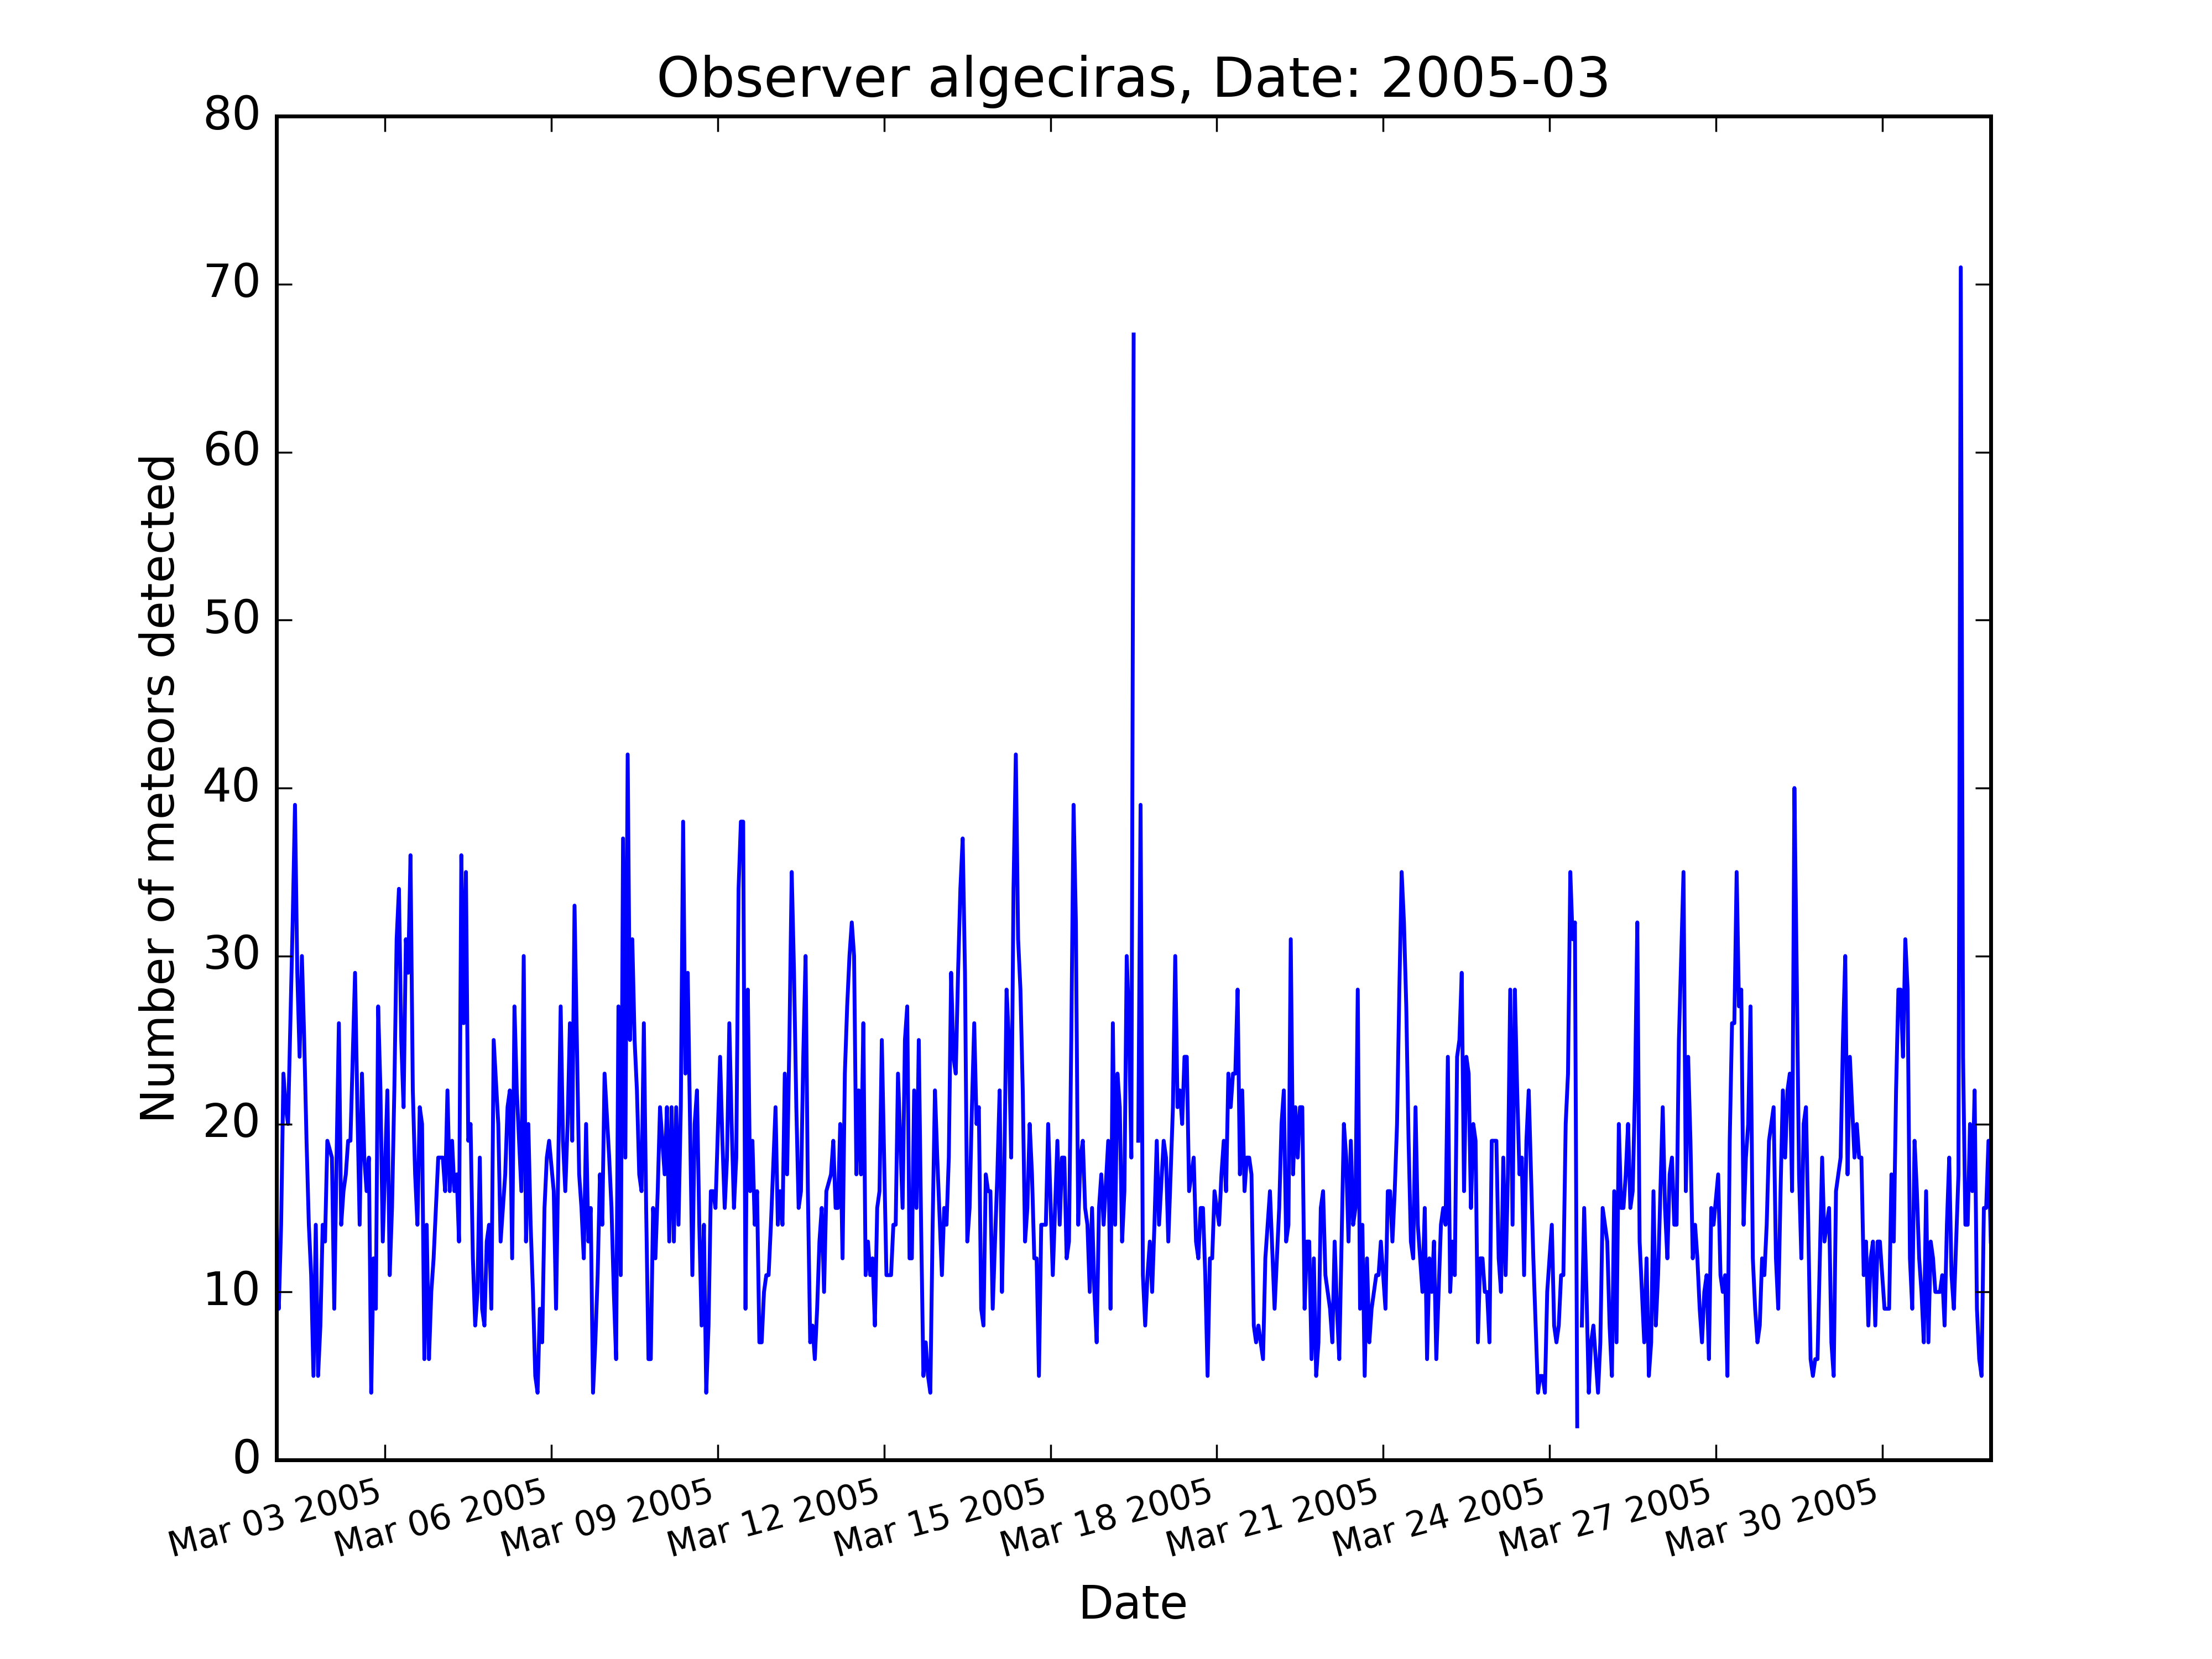 Observer algeciras, Date: 2005-03
Number of meteors detected
80
70
60
50
40
30
20
10
0
Mar 03 2005
Mar 06 2005
Mar 09 2005
Mar 12 2005
Mar 15 2005
Mar 18 2005
Mar 21 2005
Mar 24 2005
Mar 27 2005
Mar 30 2005
Date